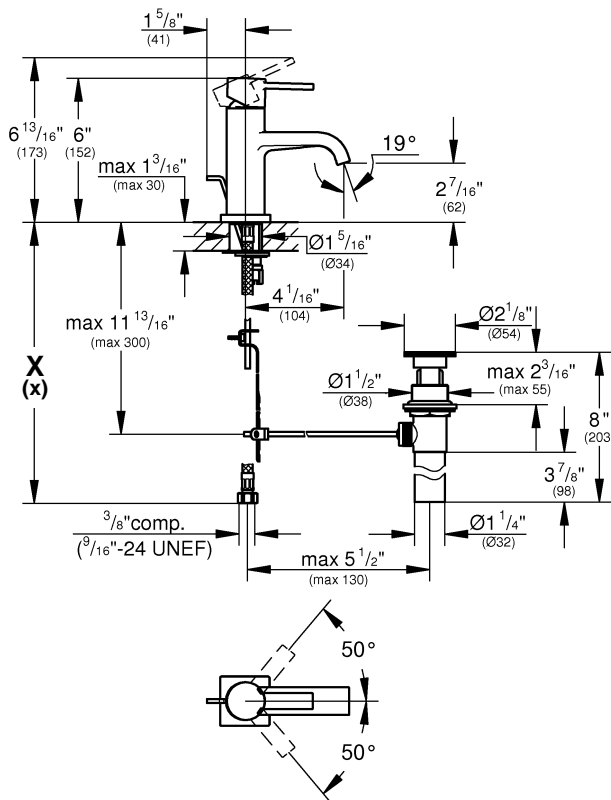 1 5/8"
(41)
6 13/16"
(173)
6"
(152)
19°
max 1 3/16"
(max 30)
2 7/16"
(62)
Ø1 5/16"
(Ø34)
4 1/16"
(104)
max 11 13/16"
(max 300)
Ø2 1/8"
(Ø54)
X
(x)
Ø1 1/2"
(Ø38)
max 2 3/16"
(max 55)
8"
(203)
3 7/8"
(98)
3/8"comp.
(9/16"-24 UNEF)
Ø1 1/4"
(Ø32)
max 5 1/2"
(max 130)
50°
50°